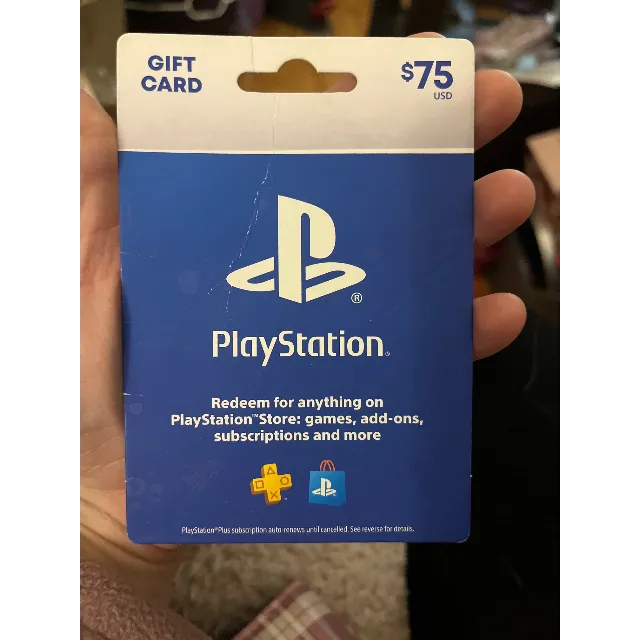 GIFT
CARD
$75
USD
®
PlayStation®
Redeem for anything on
PlayStation™Store: games, add-ons,
subscriptions and more
PlayStation®Plus subscription auto-renews until cancelled. See reverse for details.